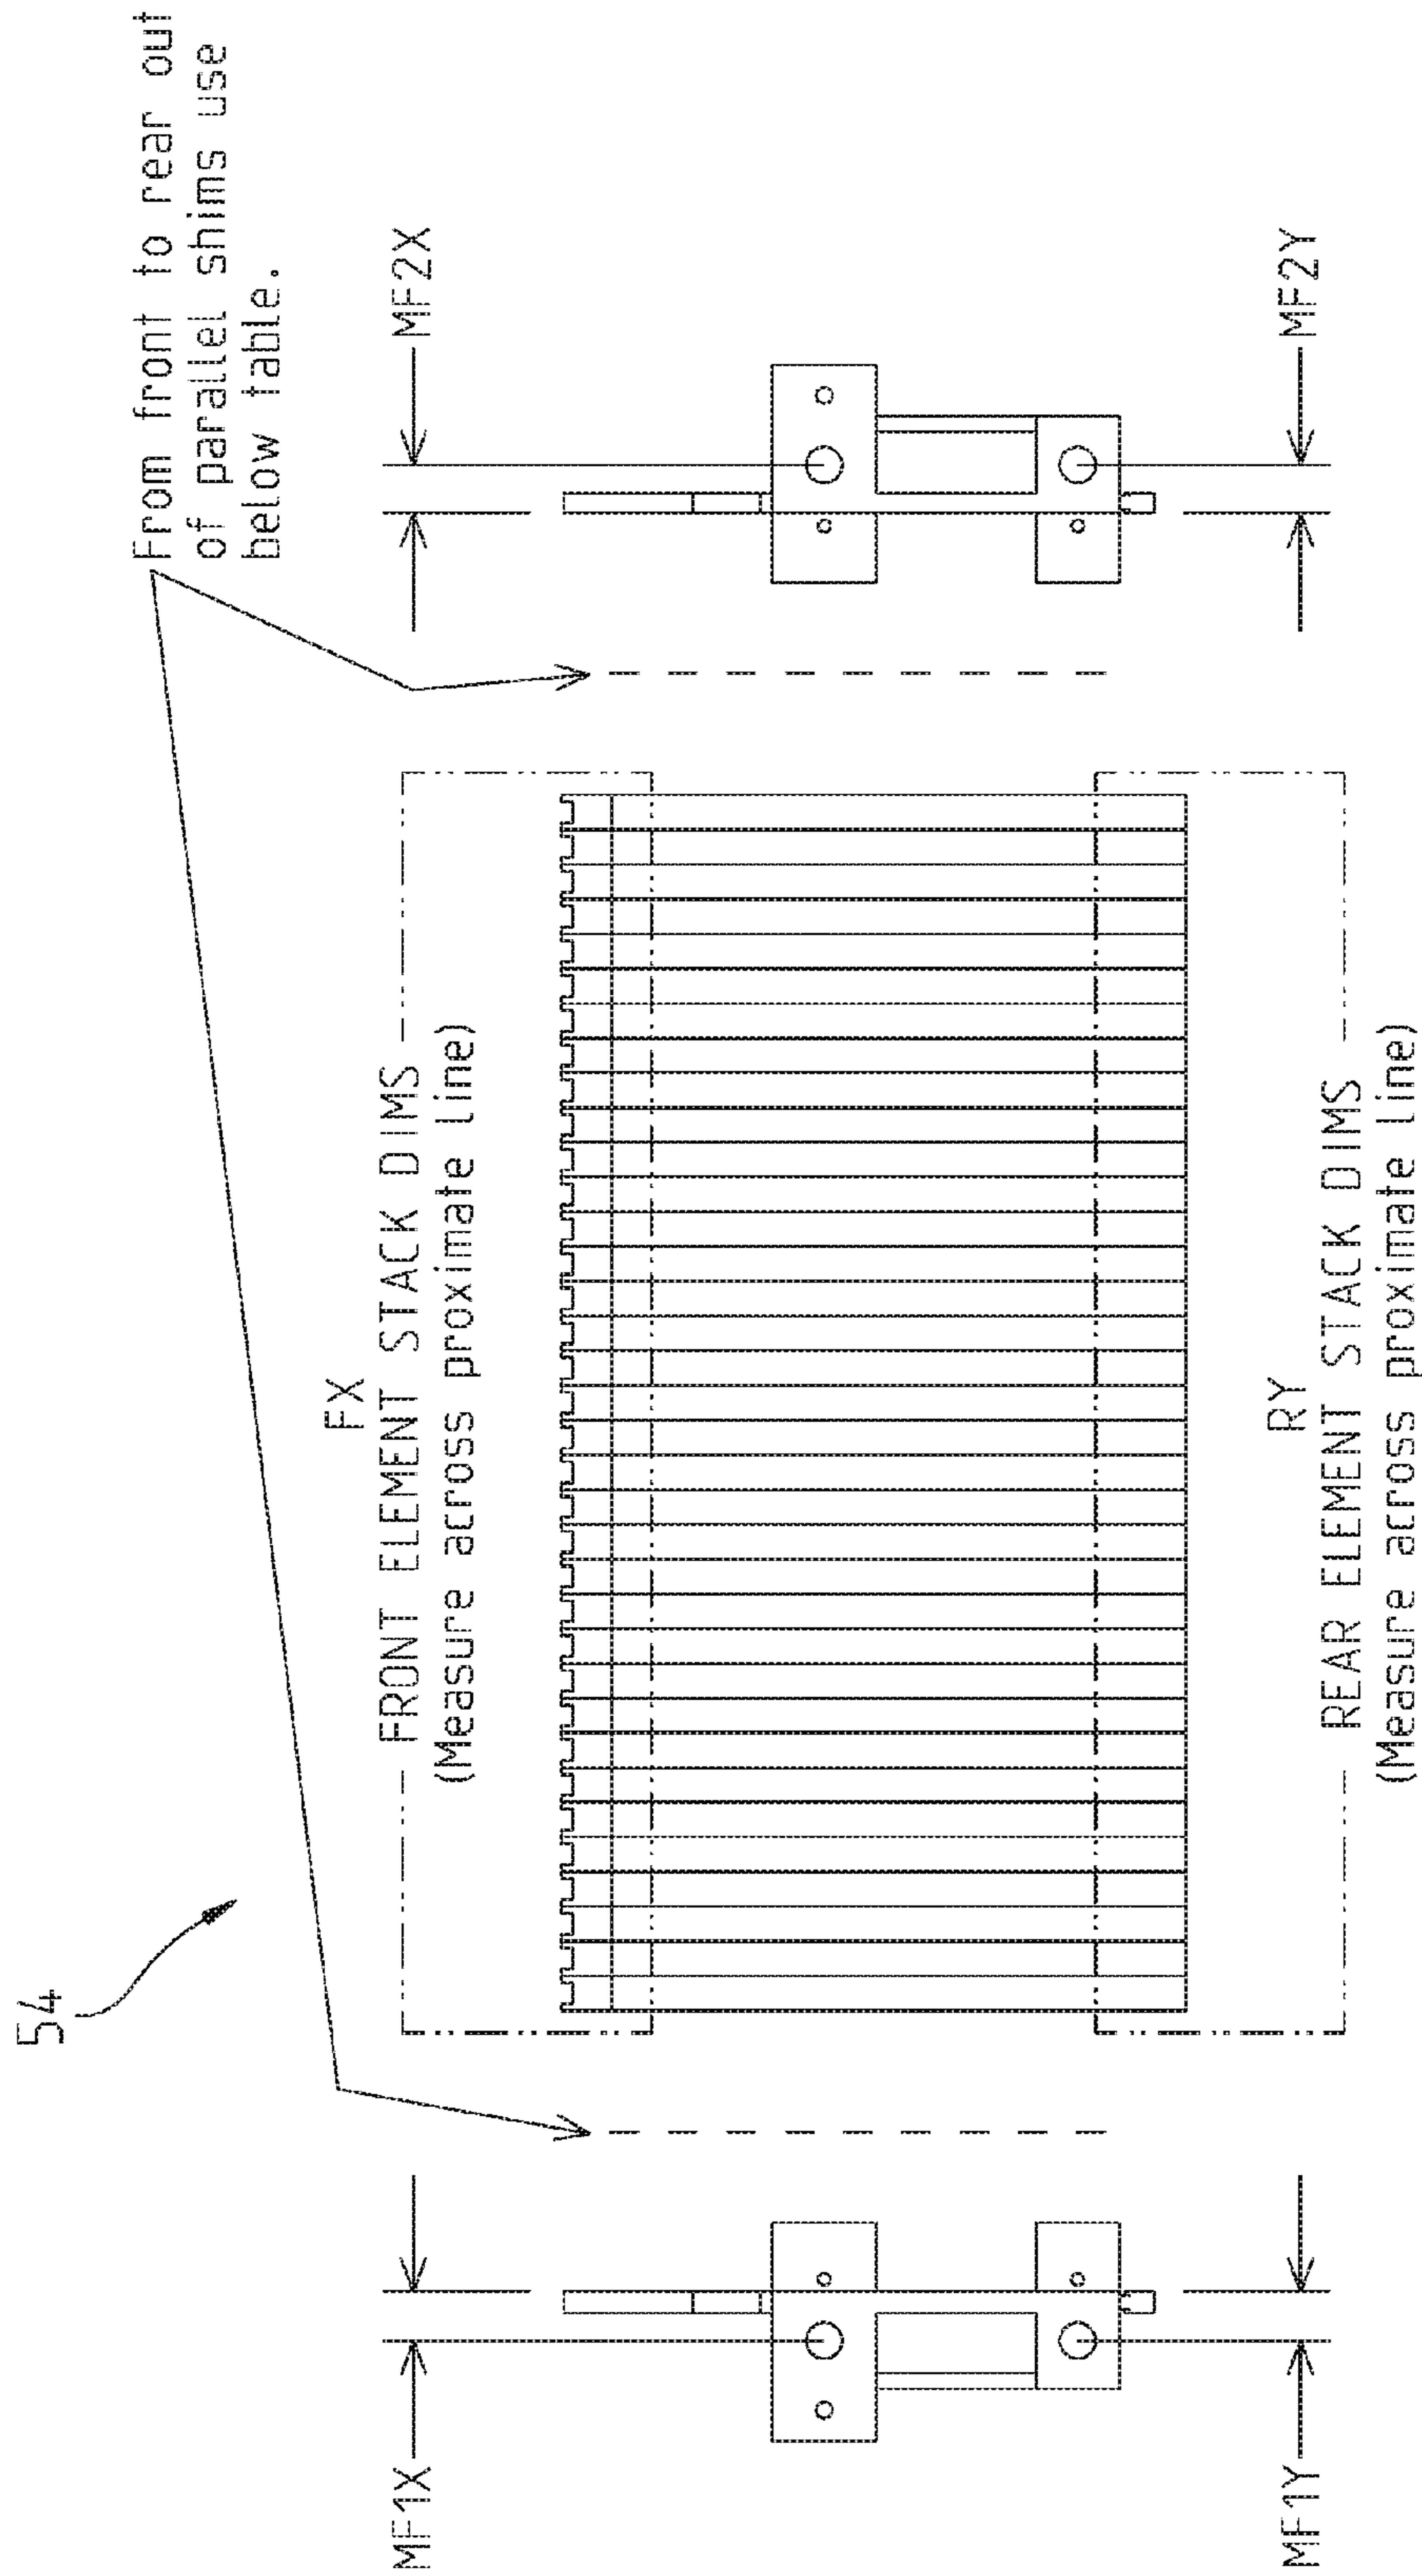 54
From front to rear out
of parallel shims use
below table.
FX
FRONT ELEMENT STACK DIMS
(Measure across proximate line)
MF1X
MF2X
RY
REAR ELEMENT STACK DIMS
(Measure across proximate line)
MF1Y
MF2Y